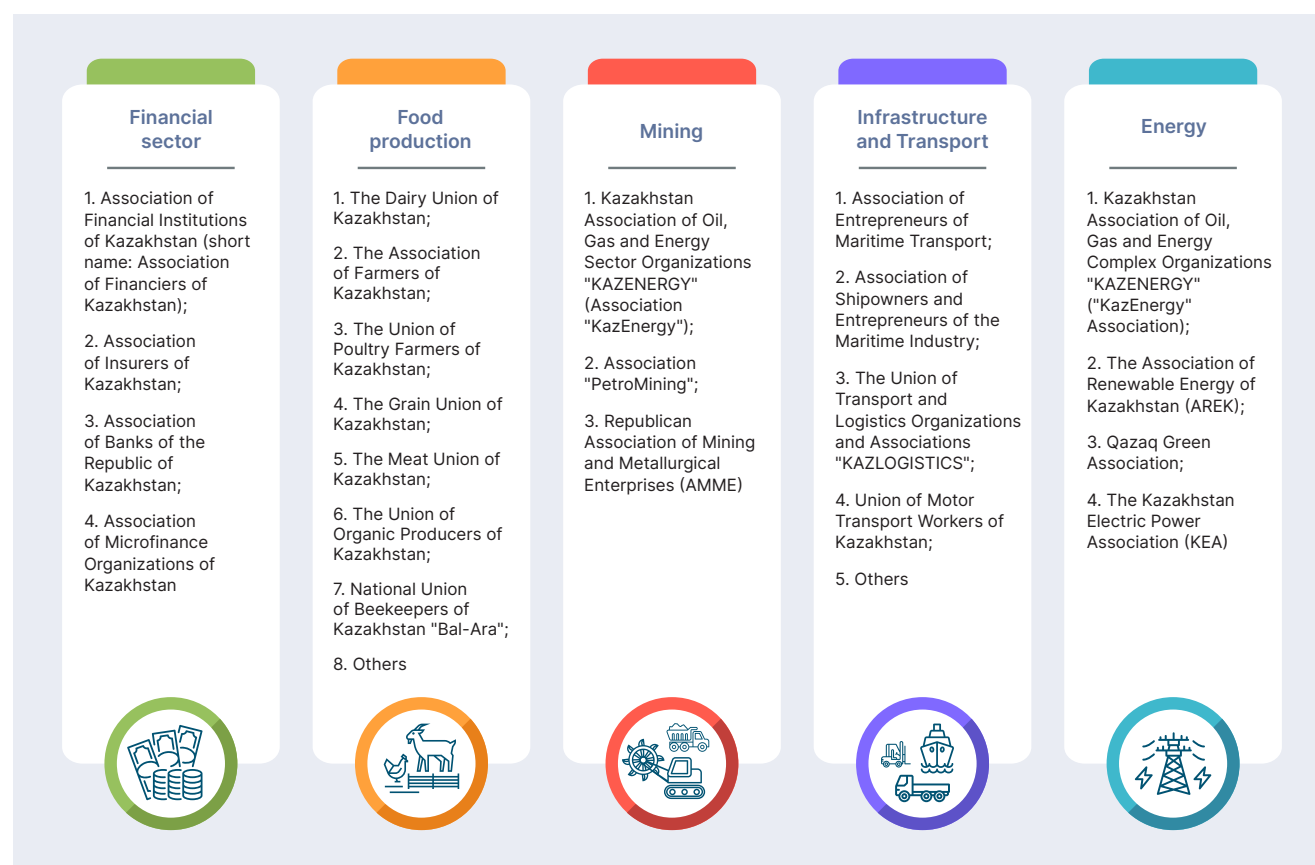 Financial
sector
1. Association of
Financial Institutions
of Kazakhstan (short
name: Association
of Financiers of
Kazakhstan);
2. Association
of Insurers of
Kazakhstan;
3. Association
of Banks of the
Republic of
Kazakhstan;
4. Association
of Microfinance
Organizations of
Kazakhstan
Food
production
1. The Dairy Union of
Kazakhstan;
2. The Association
of Farmers of
Kazakhstan;
3. The Union of
Poultry Farmers of
Kazakhstan;
4. The Grain Union of
Kazakhstan;
5. The Meat Union of
Kazakhstan;
6. The Union of
Organic Producers of
Kazakhstan;
7. National Union
of Beekeepers of
Kazakhstan "Bal-Ara";
8. Others
Mining
1. Kazakhstan
Association of Oil,
Gas and Energy
Sector Organizations
"KAZENERGY"
(Association
"KazEnergy");
2. Association
"PetroMining";
3. Republican
Association of Mining
and Metallurgical
Enterprises (AMME)
Infrastructure
and Transport
1. Association of
Entrepreneurs of
Maritime Transport;
2. Association of
Shipowners and
Entrepreneurs of the
Maritime Industry;
3. The Union of
Transport and
Logistics Organizations
and Associations
"KAZLOGISTICS";
4. Union of Motor
Transport Workers of
Kazakhstan;
5. Others
Energy
1. Kazakhstan
Association of Oil,
Gas and Energy
Complex Organizations
"KAZENERGY"
("KazEnergy"
Association);
2. The Association of
Renewable Energy of
Kazakhstan (AREK);
3. Qazaq Green
Association;
4. The Kazakhstan
Electric Power
Association (KEA)